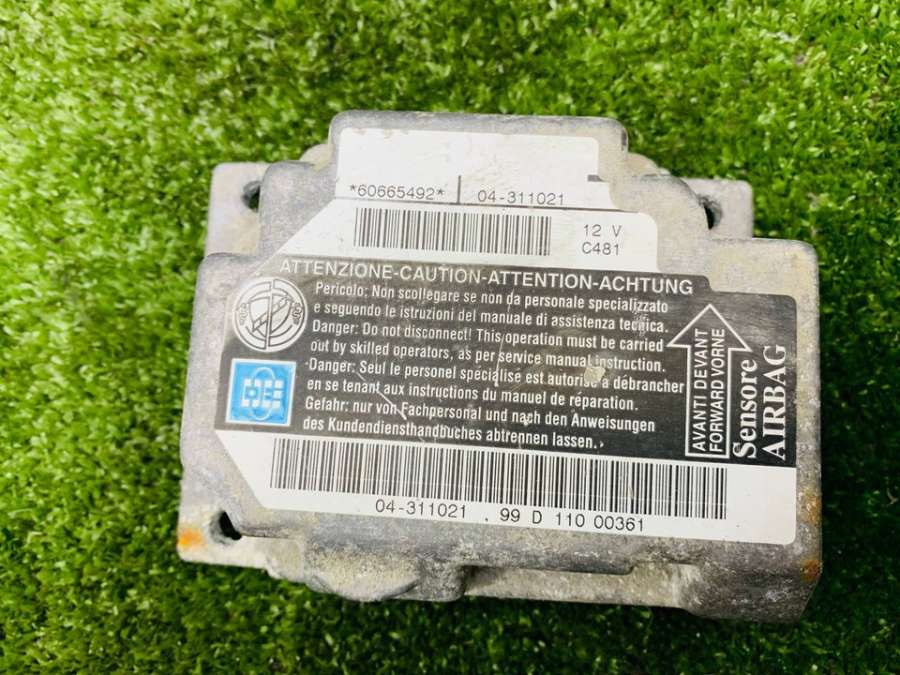 *60665492* 04-311021
12 V
C481
ATTENZIONE-CAUTION-ATTENTION-ACHTUNG
Pericolo: Non scollegare se non da personale specializzato
e seguendo le istruzioni del manuale di assistenza tecnica.
Danger: Do not disconnect! This operation must be carried
out by skilled operators, as per service manual instruction.
-Danger: Seul le personel spécialise est autorisé a débrancher
en se tenant aux instructions du manuel de réparation.
Gefahr: nur von Fachpersonal und nach den Anweisungen
des Kundendiensthandbuches abtrennen lassen.
AVANTI DEVANT
FORWARD VORNE
Sensore
AIRBAG
04-311021 . 99 D 110 00361